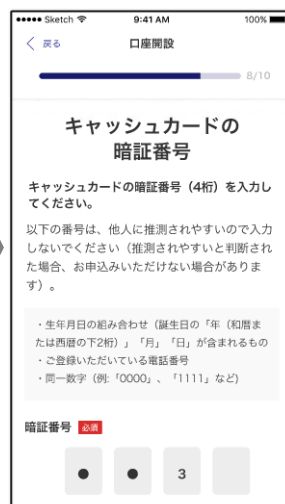 Sketch 9:41 AM 100%
戻る 口座開設
8/10
キャッシュカードの
暗証番号
キャッシュカードの暗証番号（4桁）を入力し
てください。
以下の番号は、他人に推測されやすいので入力
しないでください（推測されやすいと判断され
た場合、お申込みいただけない場合がありま
す）。
・生年月日の組み合わせ（誕生日の「年（和暦ま
たは西暦の下2桁）」「月」「日」が含まれるもの
・ご登録いただいている電話番号
・同一数字（例:「0000」、「1111」など)
暗証番号 必須
● ● 3